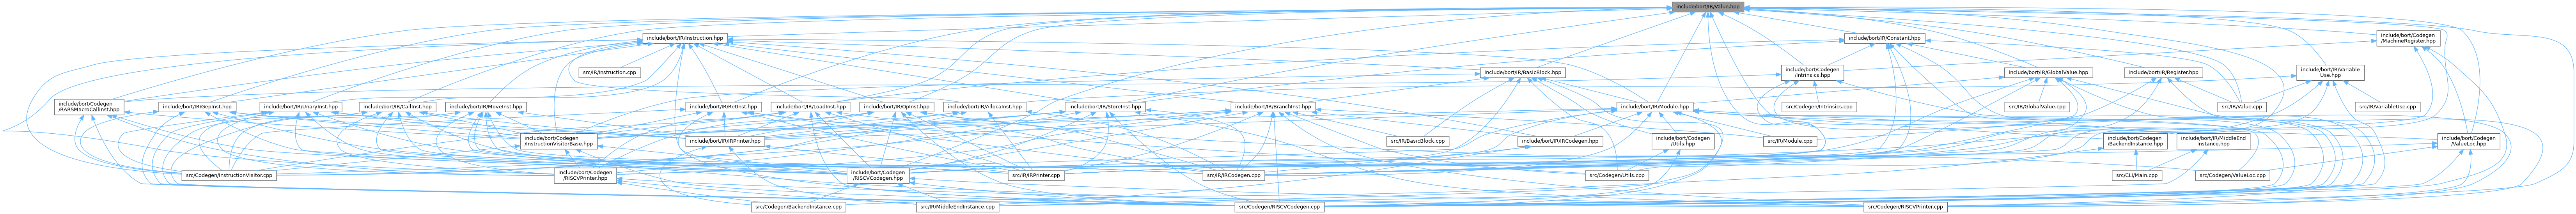 include/bort/IR/Value.hpp
include/bort/IR/Instruction.hpp
include/bort/IR/Constant.hpp
include/bort/Codegen
/MachineRegister.hpp
src/IR/Instruction.cpp
include/bort/IR/BasicBlock.hpp
include/bort/Codegen
/Intrinsics.hpp
include/bort/IR/GlobalValue.hpp
include/bort/IR/Register.hpp
include/bort/IR/Variable
Use.hpp
include/bort/Codegen
/RARSMacroCallInst.hpp
include/bort/IR/GepInst.hpp
include/bort/IR/UnaryInst.hpp
include/bort/IR/CallInst.hpp
include/bort/IR/MoveInst.hpp
include/bort/IR/RetInst.hpp
include/bort/IR/LoadInst.hpp
include/bort/IR/OpInst.hpp
include/bort/IR/AllocaInst.hpp
include/bort/IR/StoreInst.hpp
include/bort/IR/BranchInst.hpp
include/bort/IR/Module.hpp
src/Codegen/Intrinsics.cpp
src/IR/GlobalValue.cpp
src/IR/Value.cpp
src/IR/VariableUse.cpp
include/bort/Codegen
/InstructionVisitorBase.hpp
include/bort/IR/IRPrinter.hpp
src/IR/BasicBlock.cpp
include/bort/IR/IRCodegen.hpp
include/bort/Codegen
/Utils.hpp
src/IR/Module.cpp
include/bort/Codegen
/BackendInstance.hpp
include/bort/IR/MiddleEnd
Instance.hpp
include/bort/Codegen
/ValueLoc.hpp
src/Codegen/InstructionVisitor.cpp
include/bort/Codegen
/RISCVPrinter.hpp
include/bort/Codegen
/RISCVCodegen.hpp
src/IR/IRPrinter.cpp
src/IR/IRCodegen.cpp
src/Codegen/Utils.cpp
src/CLI/Main.cpp
src/Codegen/ValueLoc.cpp
src/Codegen/BackendInstance.cpp
src/IR/MiddleEndInstance.cpp
src/Codegen/RISCVCodegen.cpp
src/Codegen/RISCVPrinter.cpp